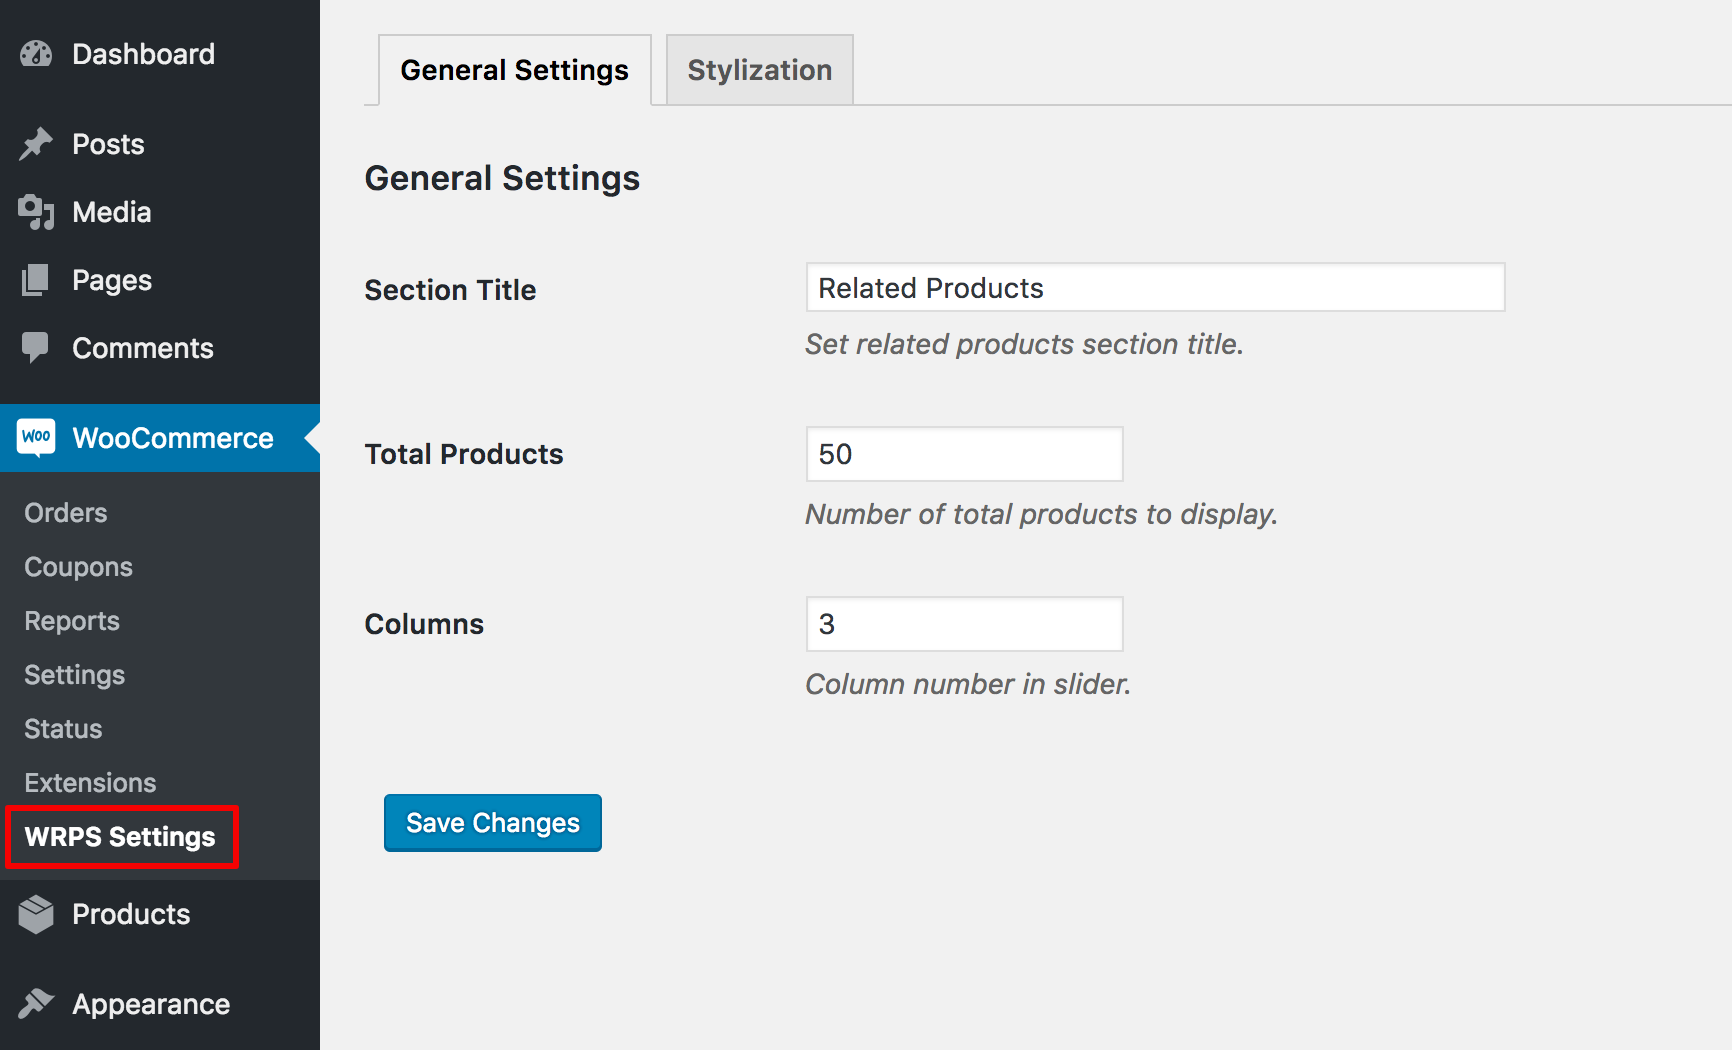 Dashboard
Posts
Media
Pages
Comments
Woo WooCommerce
Orders
Coupons
Reports
Settings
Status
Extensions
WRPS Settings
Products
Appearance
General Settings Stylization
General Settings
Section Title Related Products
Set related products section title.
Total Products 50
Number of total products to display.
Columns 3
Column number in slider.
Save Changes